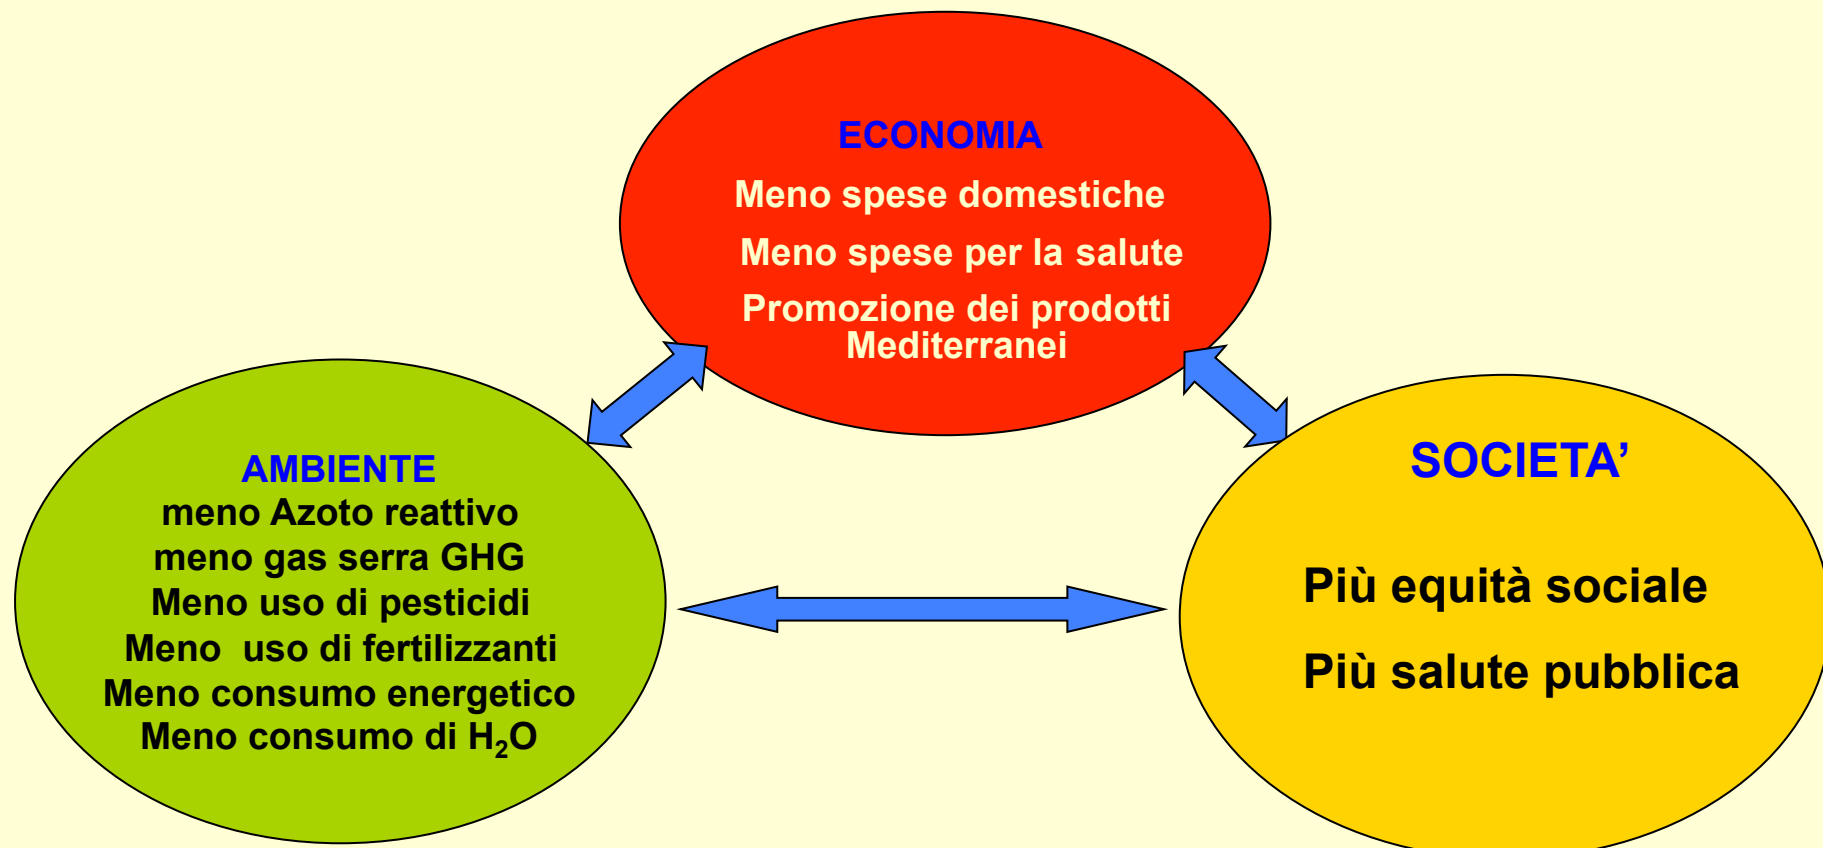 ECONOMIA
Meno spese domestiche
Meno spese per la salute
Promozione dei prodotti
Mediterranei
AMBIENTE
meno Azoto reattivo
meno gas serra GHG
Meno uso di pesticidi
Meno  uso di fertilizzanti
Meno consumo energetico
Meno consumo di H₂O
SOCIETA’
Più equità sociale
Più salute pubblica